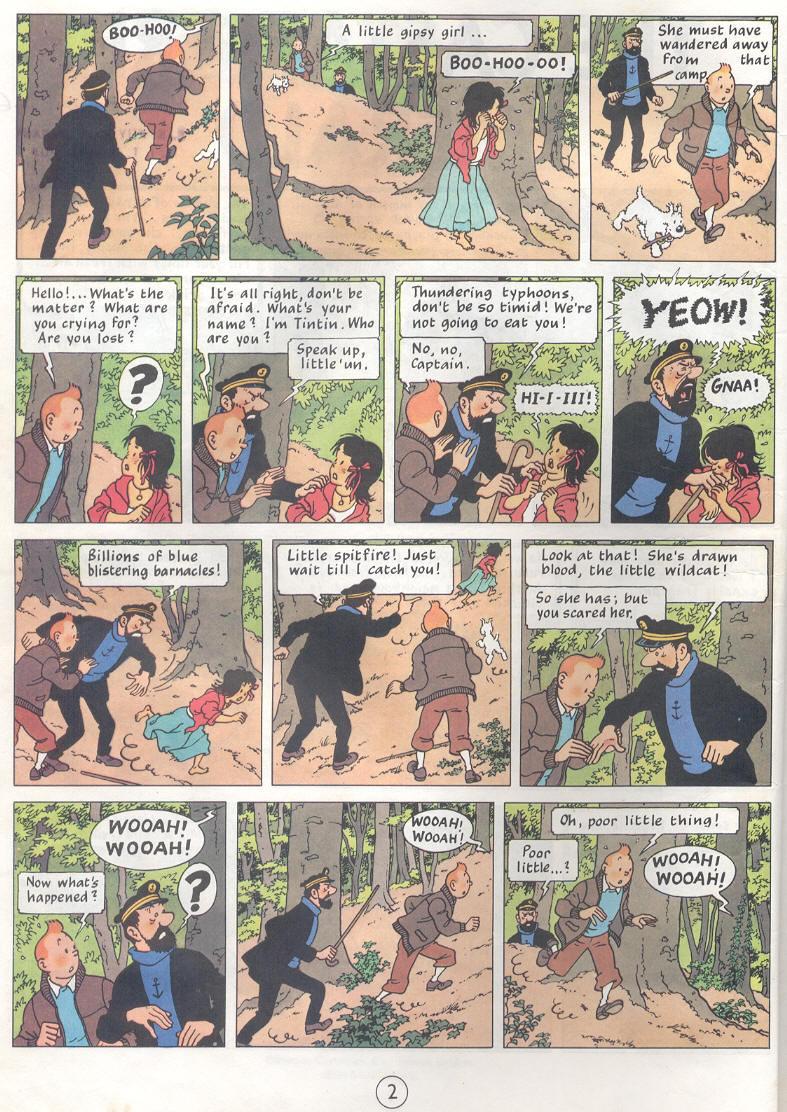 BOO-HOO!
A little gipsy girl ...
BOO-HOO-OO!
She must have
wandered away
from that
camp.
Hello!... What's the
matter? What are
you crying for?
Are you lost?
?
It's all right, don't be
afraid. What's your
name? I'm Tintin. Who
are you?
Speak up,
little 'un.
Thundering typhoons,
don't be so timid! We're
not going to eat you!
No, no,
Captain.
HI-I-III!
YEOW!
GNAA!
Billions of blue
blistering barnacles!
Little spitfire! Just
wait till I catch you!
Look at that! She's drawn
blood, the little wildcat!
So she has; but
you scared her.
WOOAH!
WOOAH!
Now what's
happened?
?
WOOAH!
WOOAH!
Oh, poor little thing!
Poor
little...?
WOOAH!
WOOAH!
2